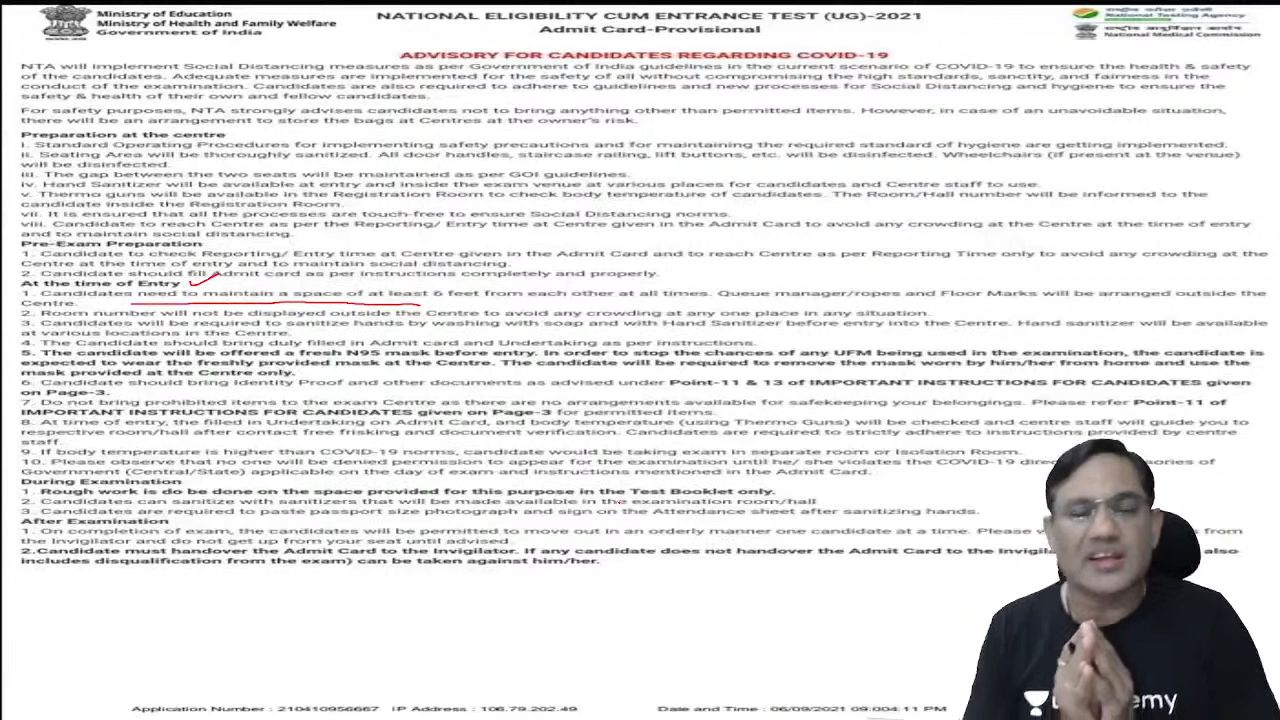 Ministry of Education
Ministry of Health and Family Welfare
Government of India
NATIONAL ELIGIBILITY CUM ENTRANCE TEST (UG)-2021
Admit Card-Provisional
National Testing Agency
National Medical Commission
ADVISORY FOR CANDIDATES REGARDING COVID-19
NTA will implement Social Distancing measures as per Government of India guidelines in the current scenario of COVID-19 to ensure the health & safety
of the candidates. Adequate measures are implemented for the safety of all without compromising the high standards, sanctity, and fairness in the
conduct of the examination. Candidates are also required to adhere to guidelines and new processes for Social Distancing and hygiene to ensure the
safety & health of their own and fellow candidates.
For safety purposes, NTA strongly advises candidates not to bring anything other than permitted items. However, in case of an unavoidable situation,
there will be an arrangement to store the bags at Centres at the owner's risk.
Preparation at the centre
i. Standard Operating Procedures for implementing safety precautions and for maintaining the required standard of hygiene are getting implemented.
ii. Seating Area will be thoroughly sanitized. All door handles, staircase railing, lift buttons, etc. will be disinfected. Wheelchairs (if present at the venue)
will be disinfected.
iii. The gap between the two seats will be maintained as per GOI guidelines.
iv. Hand Sanitizer will be available at entry and inside the exam venue at various places for candidates and Centre staff to use.
v. Thermo guns will be available in the Registration Room to check body temperature of candidates. The Room/Hall number will be informed to the
candidate inside the Registration Room.
vii. It is ensured that all the processes are touch-free to ensure Social Distancing norms.
viii. Candidate to reach Centre as per the Reporting/ Entry time at Centre given in the Admit Card to avoid any crowding at the Centre at the time of entry
and to maintain social distancing.
Pre-Exam Preparation
1. Candidate to check Reporting/ Entry time at Centre given in the Admit Card and to reach Centre as per Reporting Time only to avoid any crowding at the
Centre at the time of entry and to maintain social distancing.
2. Candidate should fill Admit card as per instructions completely and properly.
At the time of Entry
1. Candidates need to maintain a space of at least 6 feet from each other at all times. Queue manager/ropes and Floor Marks will be arranged outside the
Centre.
2. Room number will not be displayed outside the Centre to avoid any crowding at any one place in any situation.
3. Candidates will be required to sanitize hands by washing with soap and with Hand Sanitizer before entry into the Centre. Hand sanitizer will be available
at various locations in the Centre.
4. The Candidate should bring duly filled in Admit card and Undertaking as per instructions.
5. The candidate will be offered a fresh N95 mask before entry. In order to stop the chances of any UFM being used in the examination, the candidate is
expected to wear the freshly provided mask at the Centre. The candidate will be required to remove the mask worn by him/her from home and use the
mask provided at the Centre only.
6. Candidate should bring Identity Proof and other documents as advised under Point-11 & 13 of IMPORTANT INSTRUCTIONS FOR CANDIDATES given
on Page-3.
7. Do not bring prohibited items to the exam Centre as there are no arrangements available for safekeeping your belongings. Please refer Point-11 of
IMPORTANT INSTRUCTIONS FOR CANDIDATES given on Page-3 for permitted items.
8. At time of entry, the filled in Undertaking on Admit Card, and body temperature (using Thermo Guns) will be checked and centre staff will guide you to
respective room/hall after contact free frisking and document verification. Candidates are required to strictly adhere to instructions provided by centre
staff.
9. If body temperature is higher than COVID-19 norms, candidate would be taking exam in separate room or Isolation Room.
10. Please observe that no one will be denied permission to appear for the examination until he/ she violates the COVID-19 dire sories of
Government (Central/State) applicable on the day of exam and instructions mentioned in the Admit Card.
During Examination
1. Rough work is do be done on the space provided for this purpose in the Test Booklet only.
2. Candidates can sanitize with sanitizers that will be made available in the examination room/hall
3. Candidates are required to paste passport size photograph and sign on the Attendance sheet after sanitizing hands.
After Examination
1. On completion of exam, the candidates will be permitted to move out in an orderly manner one candidate at a time. Please s from
the Invigilator and do not get up from your seat until advised.
2.Candidate must handover the Admit Card to the Invigilator. If any candidate does not handover the Admit Card to the Invigil also
includes disqualification from the exam) can be taken against him/her.
Application Number : 210410956667 IP Address : 106.79.202.49 Date and Time : 06/09/2021 09:004:11 PM